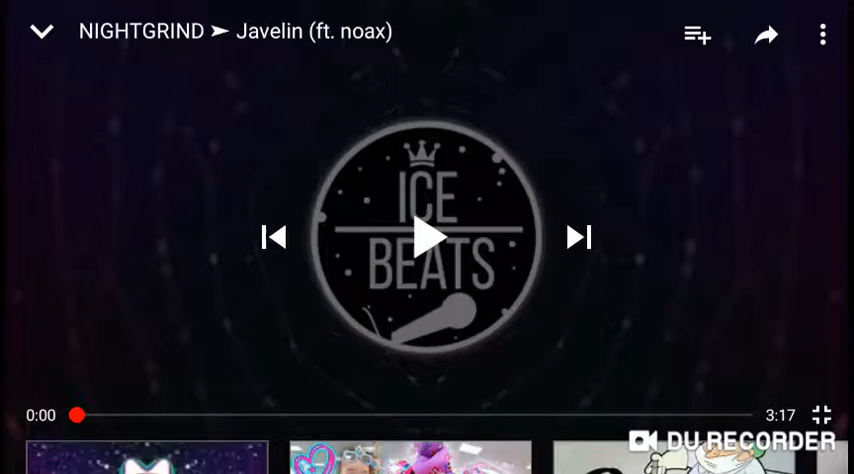 NIGHTGRIND ➤ Javelin (ft. noax)
ICE
BEATS
0:00
3:17
DU RECORDER